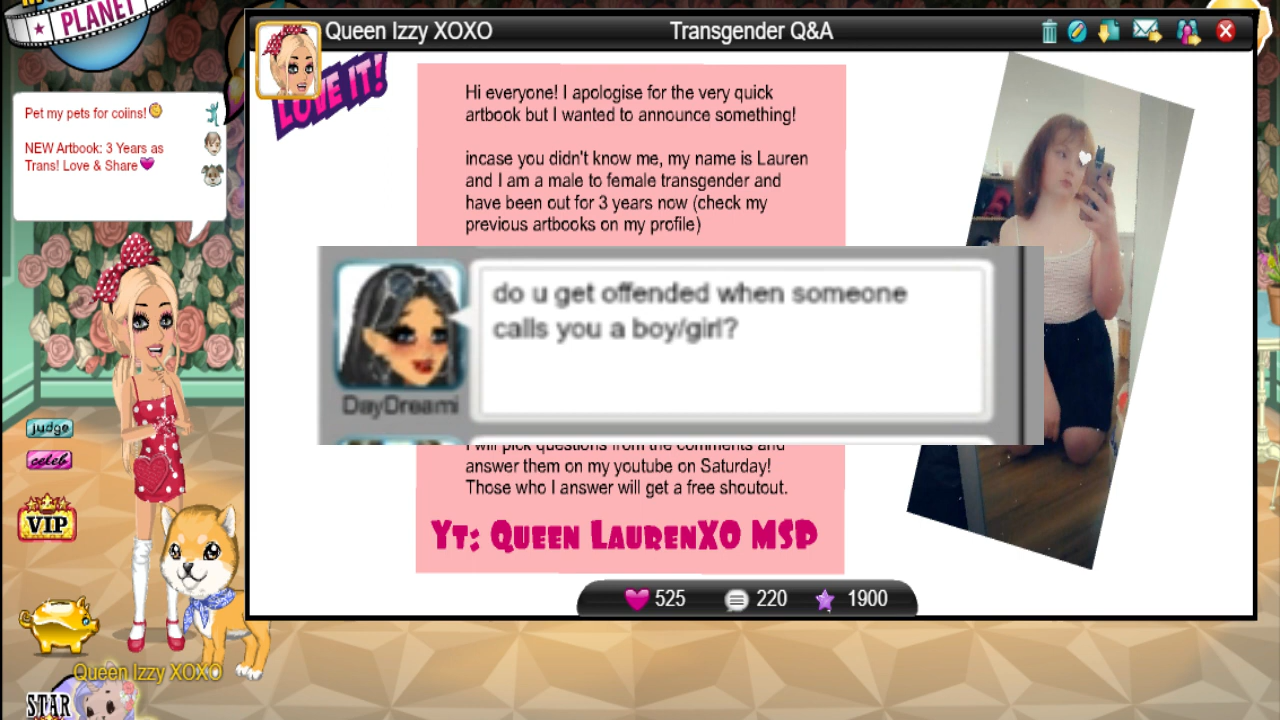 PLANET
Queen Izzy XOXO
Transgender Q&A
LOVE IT!
Pet my pets for coiins!
NEW Artbook: 3 Years as
Trans! Love & Share
Hi everyone! I apologise for the very quick
artbook but I wanted to announce something!
incase you didn't know me, my name is Lauren
and I am a male to female transgender and
have been out for 3 years now (check my
previous artbooks on my profile)
do u get offended when someone
calls you a boy/girl?
DayDreami
I will pick questions from the comments and
answer them on my youtube on Saturday!
Those who I answer will get a free shoutout.
YT: QUEEN LAURENXO MSP
525
220
1900
judge
celeb
VIP
Queen Izzy XOXO
STAR